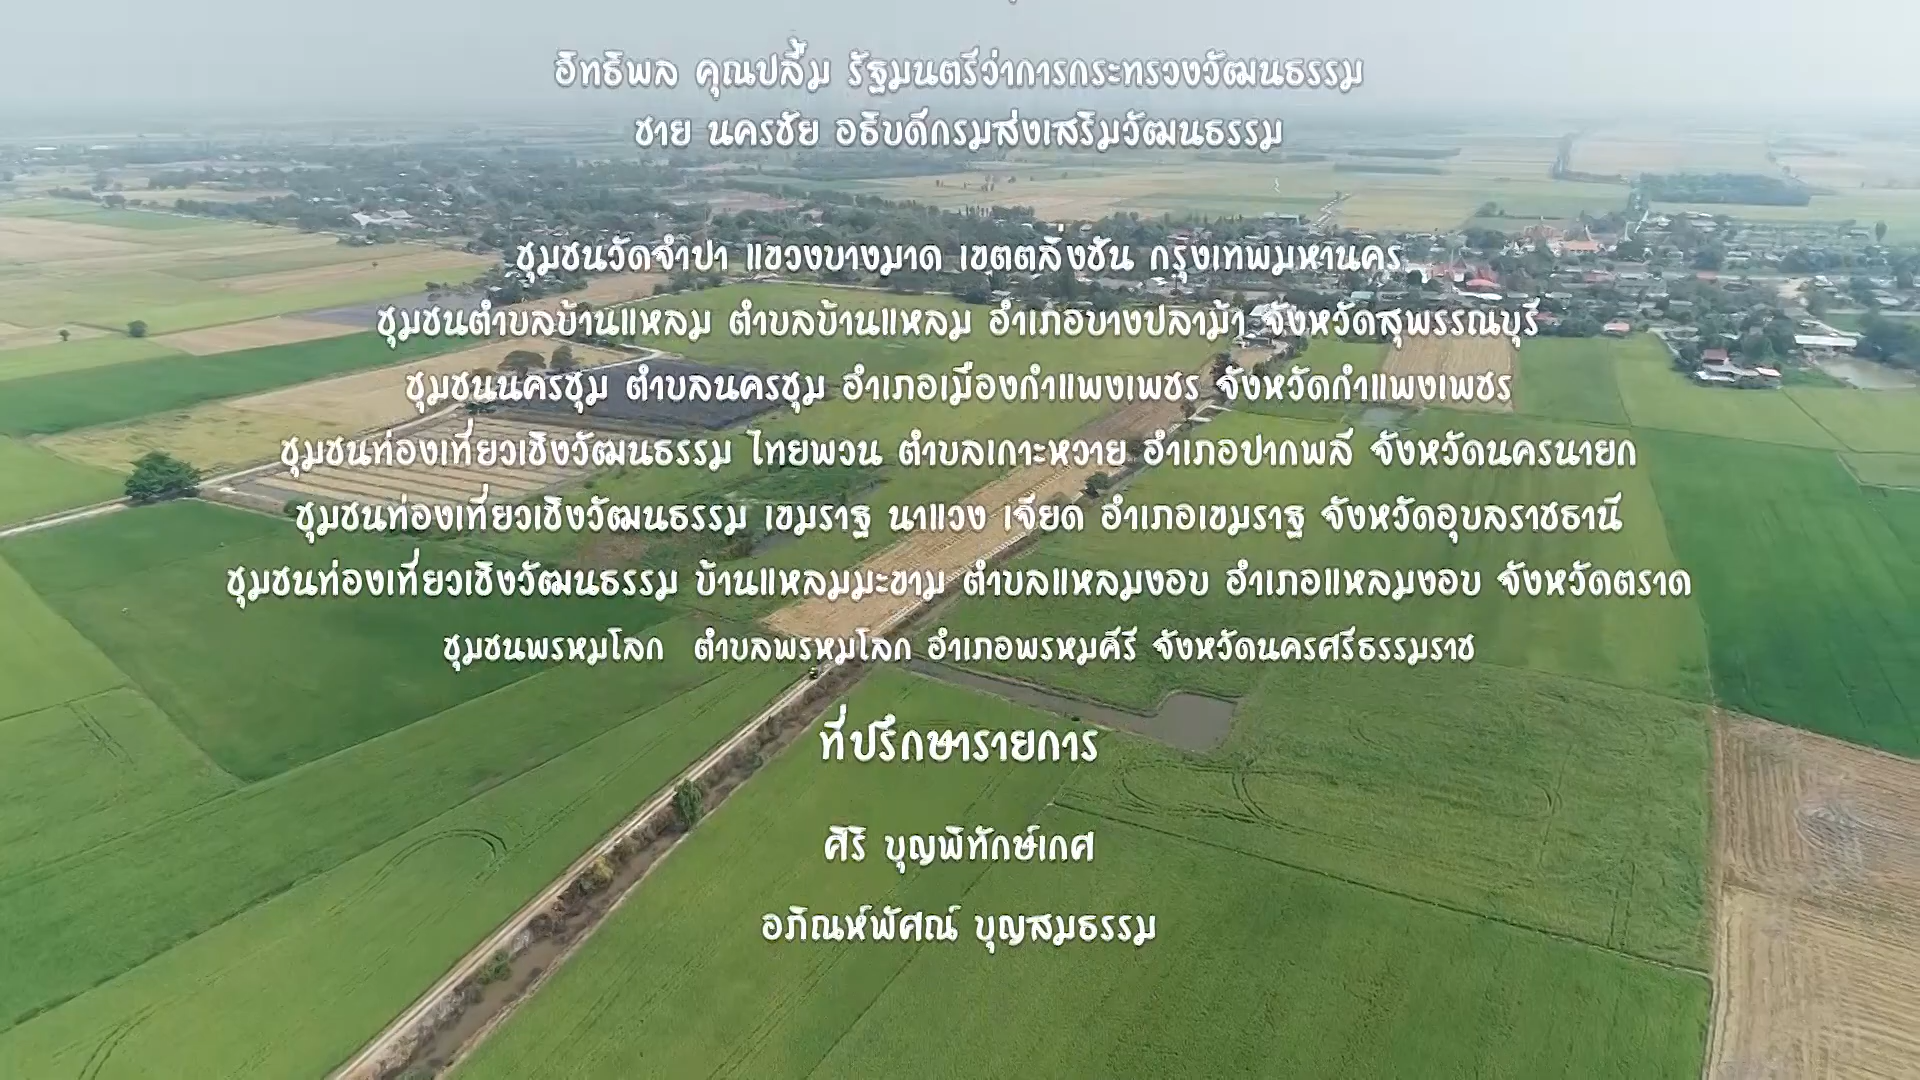 อิทธิพล คุณปลื้ม รัฐมนตรีว่าการกระทรวงวัฒนธรรม
ชาย นครชัย อธิบดีกรมส่งเสริมวัฒนธรรม
ชุมชนวัดจำปา แขวงบางมาด เขตตลิ่งชัน กรุงเทพมหานคร
ชุมชนตำบลบ้านแหลม ตำบลบ้านแหลม อำเภอบางปลาม้า จังหวัดสุพรรณบุรี
ชุมชนนครชุม ตำบลนครชุม อำเภอเมืองกำแพงเพชร จังหวัดกำแพงเพชร
ชุมชนท่องเที่ยวเชิงวัฒนธรรม ไทยพวน ตำบลเกาะหวาย อำเภอปากพลี จังหวัดนครนายก
ชุมชนท่องเที่ยวเชิงวัฒนธรรม เขมราฐ นาแวง เจียด อำเภอเขมราฐ จังหวัดอุบลราชธานี
ชุมชนท่องเที่ยวเชิงวัฒนธรรม บ้านแหลมมะขาม ตำบลแหลมงอบ อำเภอแหลมงอบ จังหวัดตราด
ชุมชนพรหมโลก ตำบลพรหมโลก อำเภอพรหมคีรี จังหวัดนครศรีธรรมราช
ที่ปรึกษารายการ
ศิริ บุญพิทักษ์เกศ
อภิณห์พัศณ์ บุญสมธรรม